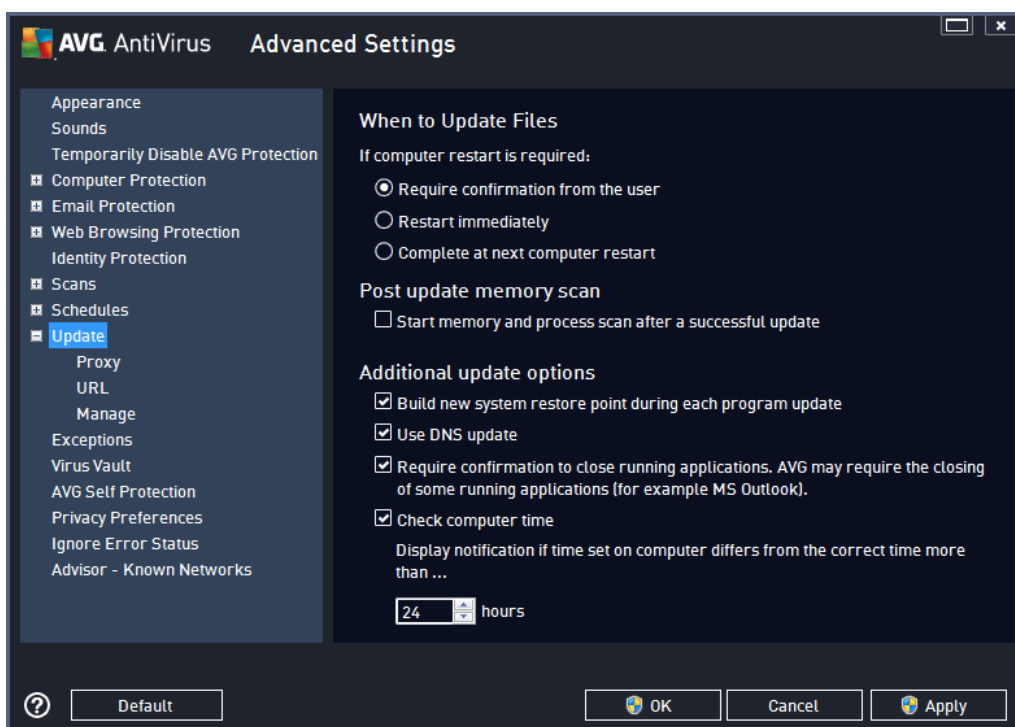 AVG AntiVirus Advanced Settings
Appearance
Sounds
Temporarily Disable AVG Protection
Computer Protection
Email Protection
Web Browsing Protection
Identity Protection
Scans
Schedules
Update
Proxy
URL
Manage
Exceptions
Virus Vault
AVG Self Protection
Privacy Preferences
Ignore Error Status
Advisor - Known Networks
When to Update Files
If computer restart is required:
Require confirmation from the user
Restart immediately
Complete at next computer restart
Post update memory scan
Start memory and process scan after a successful update
Additional update options
Build new system restore point during each program update
Use DNS update
Require confirmation to close running applications. AVG may require the closing
of some running applications (for example MS Outlook).
Check computer time
Display notification if time set on computer differs from the correct time more
than ...
24 hours
? Default OK Cancel Apply